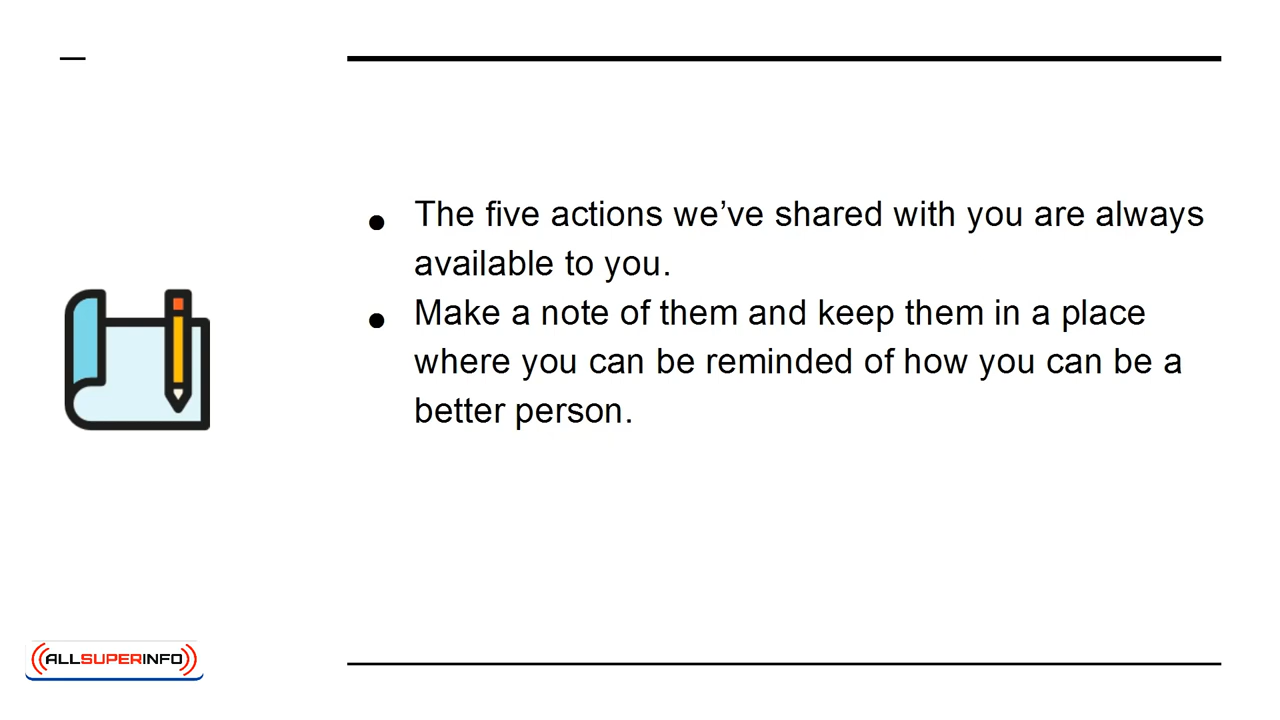 ● The five actions we’ve shared with you are always
available to you.
● Make a note of them and keep them in a place
where you can be reminded of how you can be a
better person.
ALLSUPERINFO